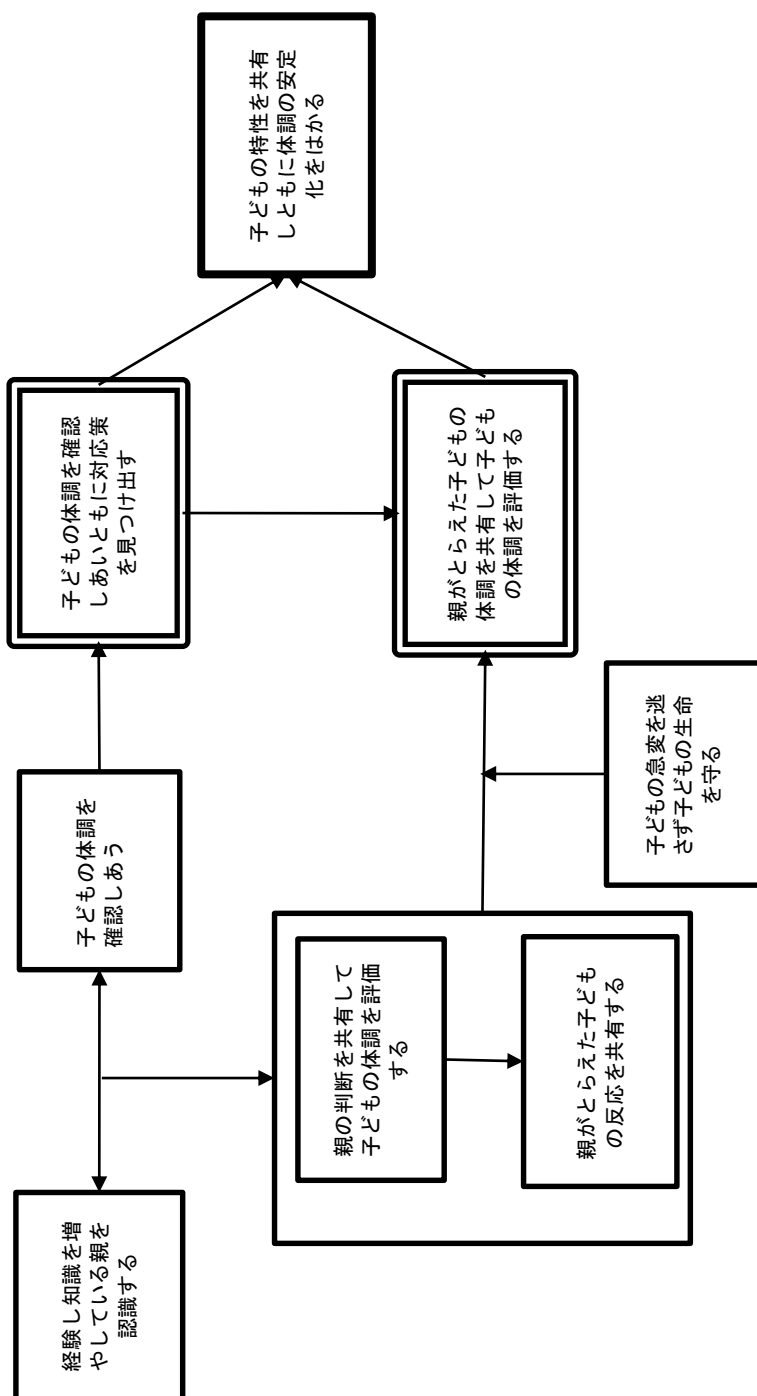 経験し知識を増
やしている親を
認識する
子どもの体調を
確認しあう
子どもの体調を確認
しあいともに対応策
を見つけ出す
子どもの特性を共有
しともに体調の安定
化をはかる
親の判断を共有して
子どもの体調を評価
する
親がとらえた子ども
の反応を共有する
親がとらえた子どもの
体調を共有して子ども
の体調を評価する
子どもの急変を逃
さず子どもの生命
を守る